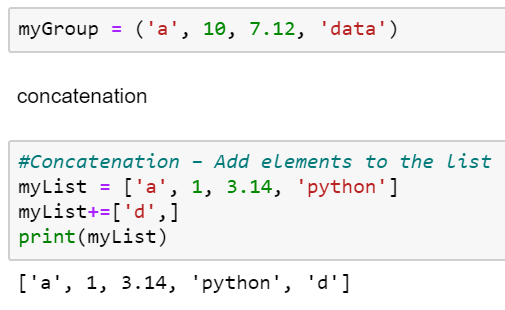 myGroup = ('a', 10, 7.12, 'data')
concatenation
#Concatenation – Add elements to the list
myList = ['a', 1, 3.14, 'python']
myList+=['d',]
print(myList)
['a', 1, 3.14, 'python', 'd']